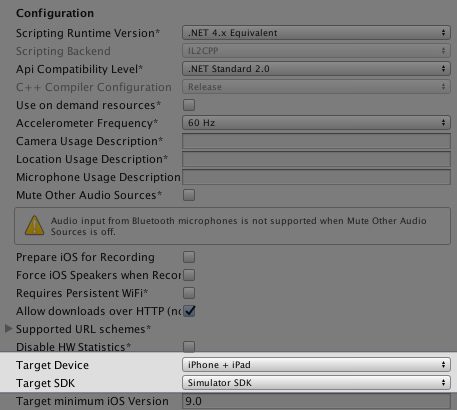 Configuration
Scripting Runtime Version* .NET 4.x Equivalent
Scripting Backend IL2CPP
Api Compatibility Level* .NET Standard 2.0
C++ Compiler Configuration Release
Use on demand resources*
Accelerometer Frequency* 60 Hz
Camera Usage Description*
Location Usage Description*
Microphone Usage Description
Mute Other Audio Sources*
Audio input from Bluetooth microphones is not supported when Mute Other Audio
Sources is off.
Prepare iOS for Recording
Force iOS Speakers when Recor
Requires Persistent WiFi*
Allow downloads over HTTP (no
Supported URL schemes*
Disable HW Statistics*
Target Device iPhone + iPad
Target SDK Simulator SDK
Target minimum iOS Version 9.0